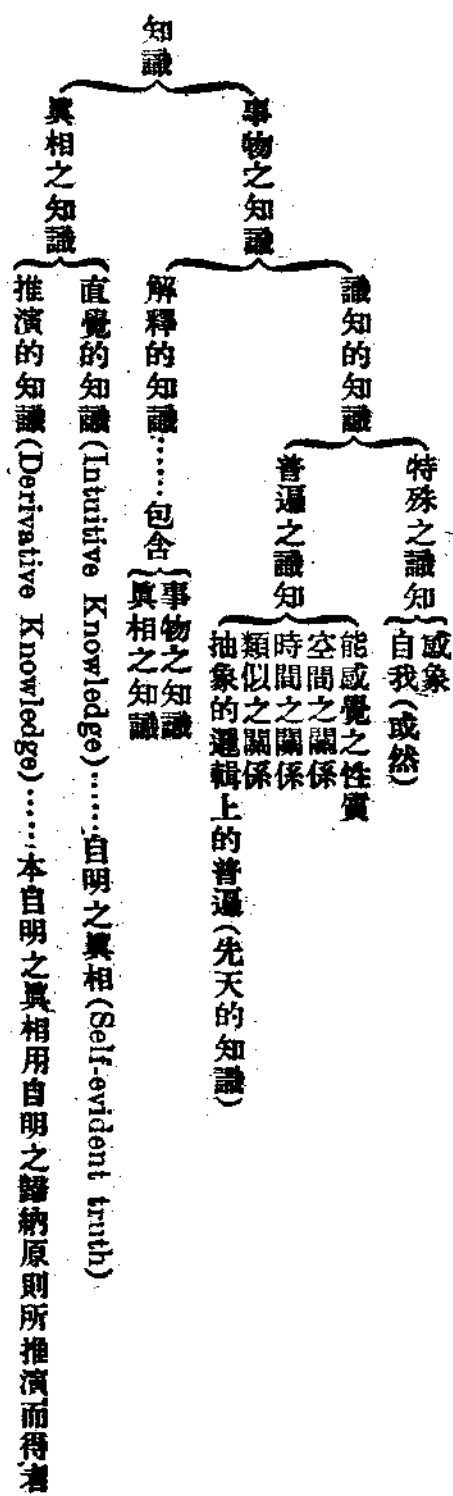 知識
事物之知識
識知的知識
特殊之識知
感象
自我(或然)
普遍之識知
能感覺之性質
空間之關係
時間之關係
類似之關係
抽象的邏輯上的普遍(先天的知識)
解釋的知識……包含
事物之知識
眞相之知識
眞相之知識
直覺的知識(Intuitive Knowledge)……自明之眞相(Self-evident truth)
推演的知識(Derivative Knowledge)……本自明之眞相用自明之歸納原則所推演而得者